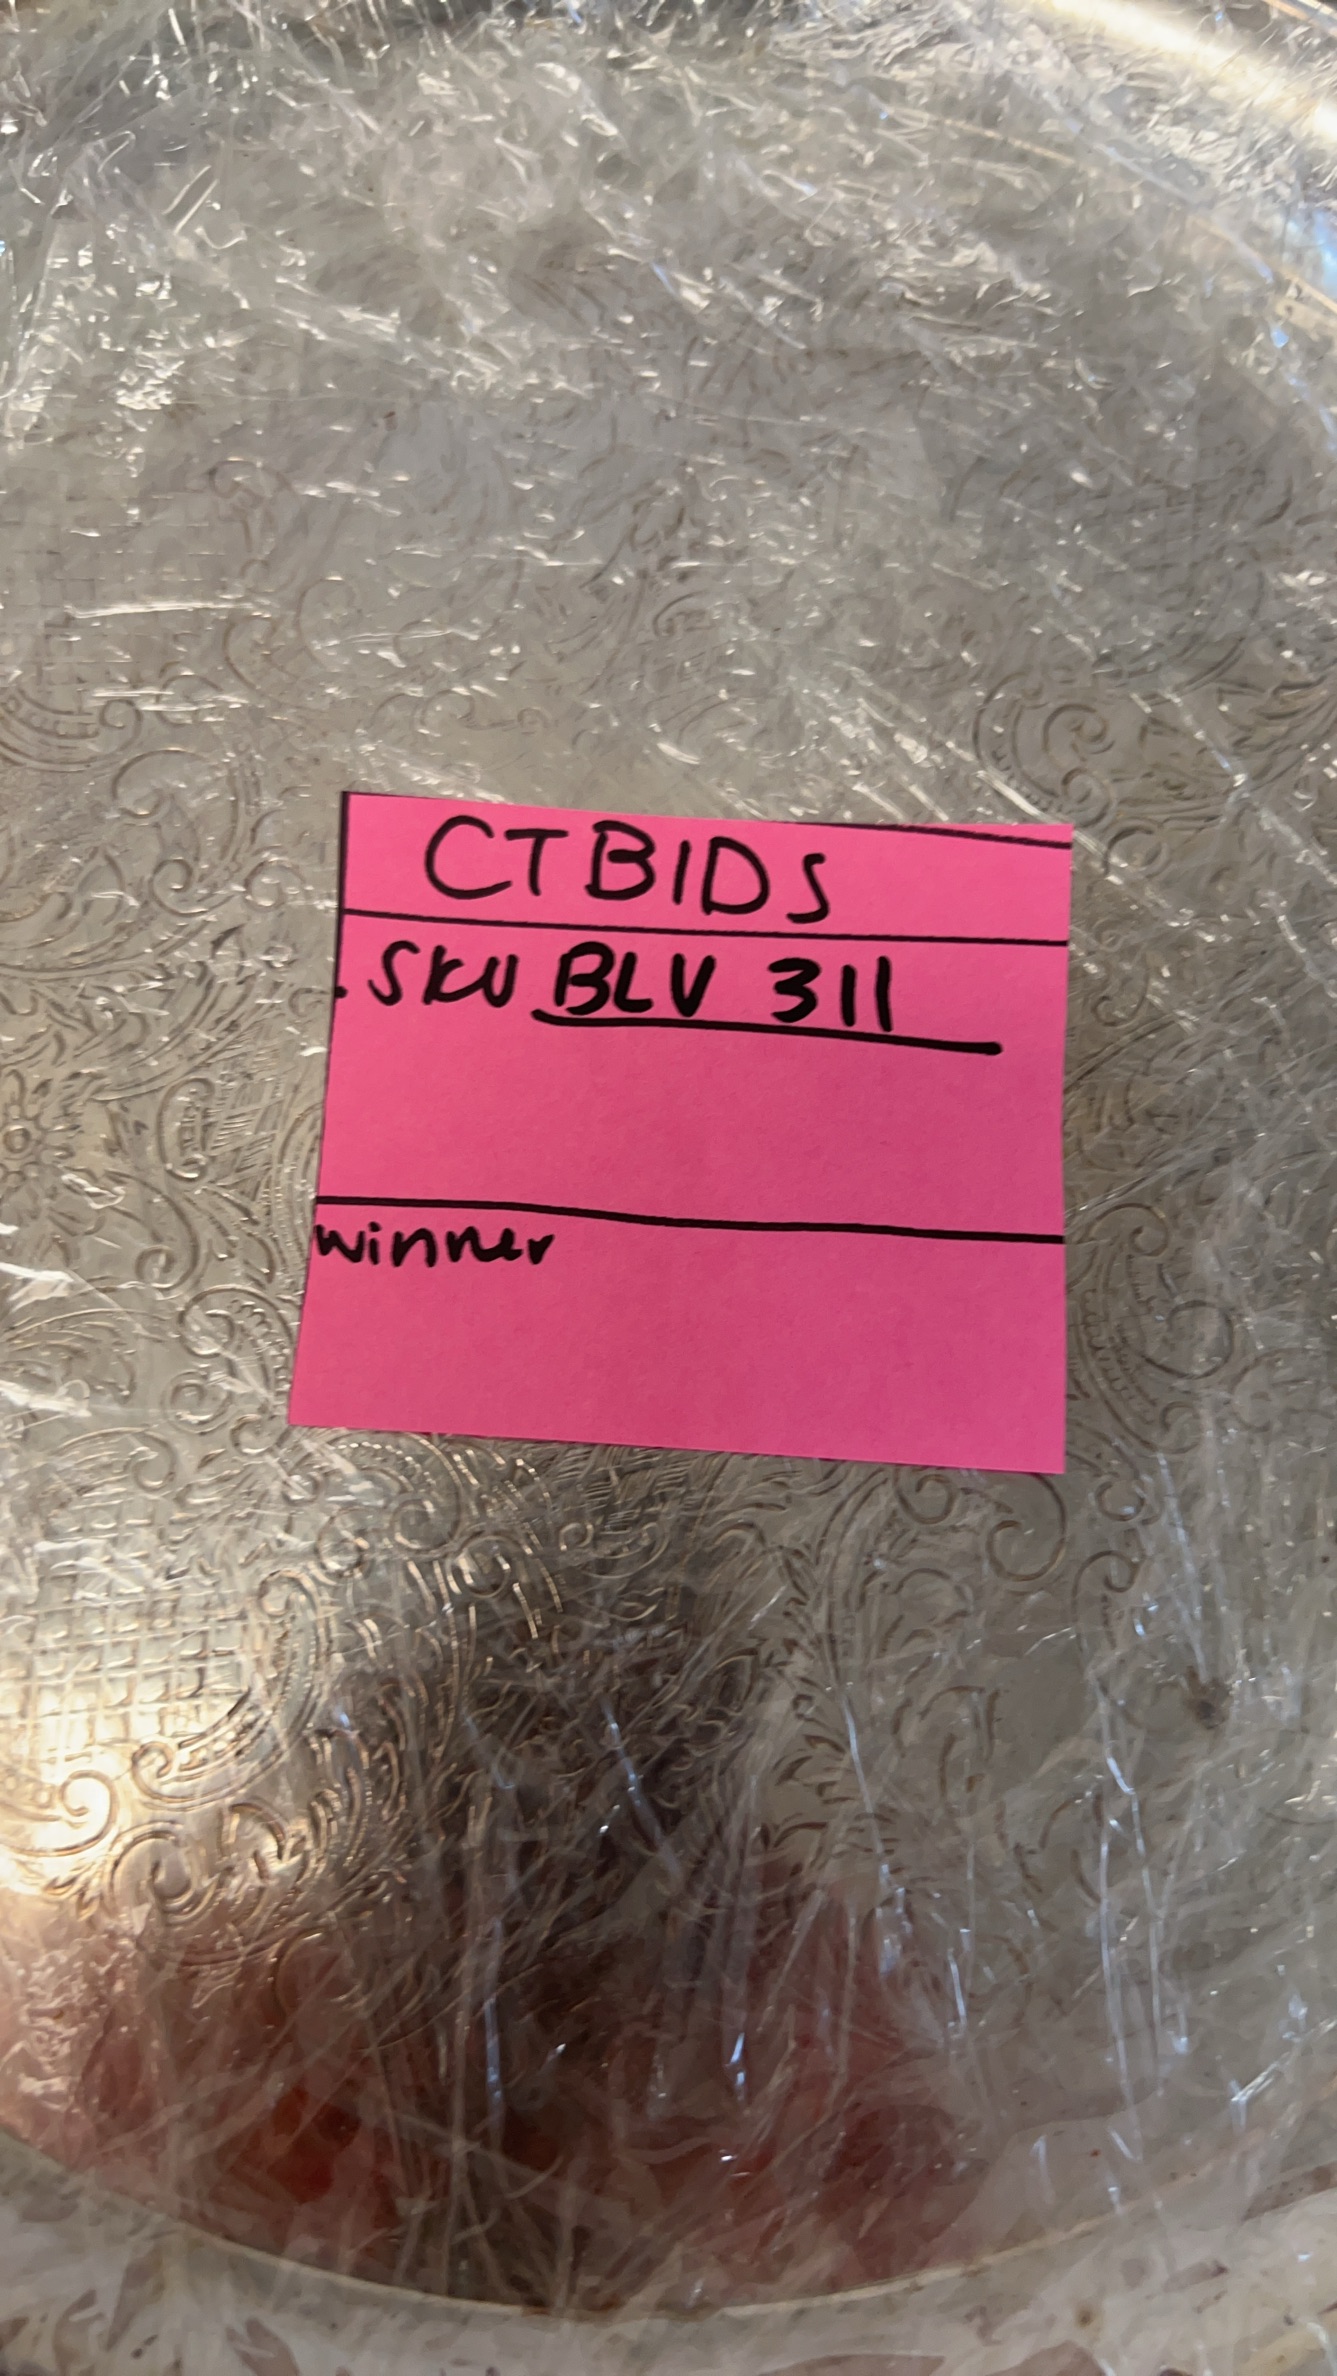 CTBIDS
SKU BLV 311
winner